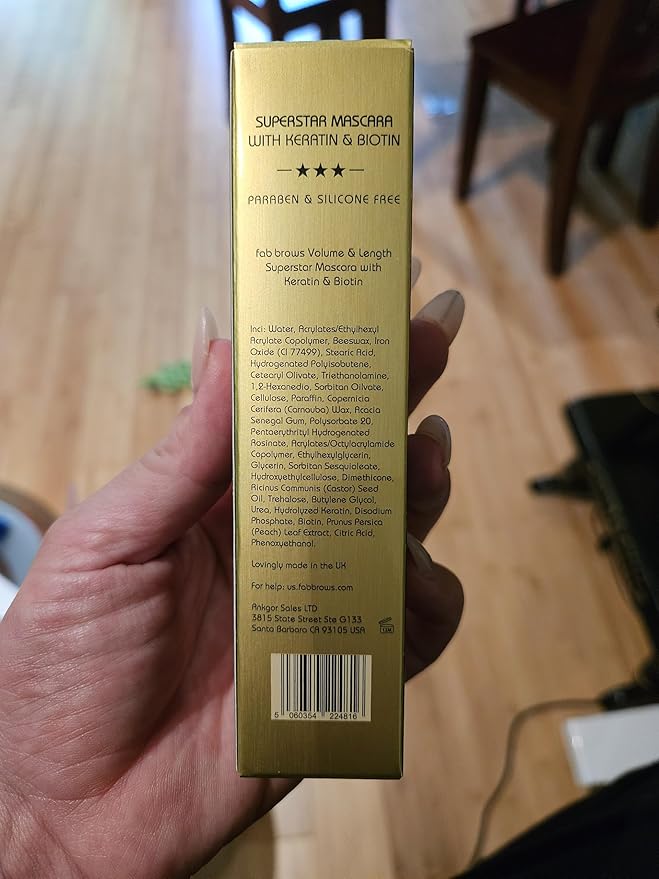 SUPERSTAR MASCARA
WITH KERATIN & BIOTIN
PARABEN & SILICONE FREE
fab brows Volume & Length
Superstar Mascara with
Keratin & Biotin
Inci: Water, Acrylates/Ethylhexyl
Acrylate Copolymer, Beeswax, Iron
Oxide (CI 77499), Stearic Acid,
Hydrogenated Polyisobutene,
Cetearyl Olivate, Triethanolamine,
1,2-Hexanedio, Sorbitan Oilvate,
Cellulose, Paraffin, Copernicia
Cerifera (Carnauba) Wax, Acacia
Senegal Gum, Polysorbate 20,
Pentaerythrityl Hydrogenated
Rosinate, Acrylates/Octylacrylamide
Copolymer, Ethylhexylglycerin,
Glycerin, Sorbitan Sesquioleate,
Hydroxyethylcellulose, Dimethicone,
Ricinus Communis (Castor) Seed
Oil, Trehalose, Butylene Glycol,
Urea, Hydrolyzed Keratin, Disodium
Phosphate, Biotin, Prunus Persica
(Peach) Leaf Extract, Citric Acid,
Phenoxyethanol.
Lovingly made in the UK
For help: us.fabbrows.com
Ankgor Sales LTD
3815 State Street Ste G133
Santa Barbara CA 93105 USA
12M
5 060354 224816